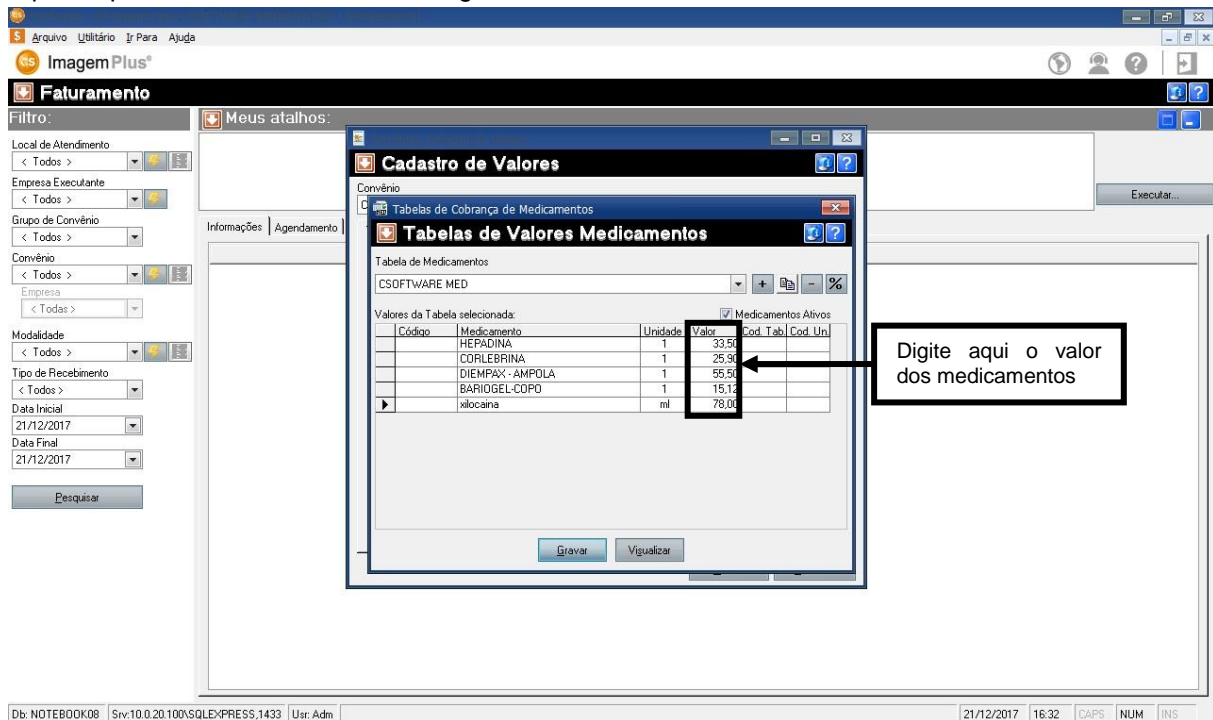 Arquivo Utilitário Ir Para Ajuda
ImagemPlus®
Faturamento
Filtro:
Meus atalhos:
Local de Atendimento
< Todos >
Empresa Executante
< Todos >
Grupo de Convênio
< Todos >
Convênio
< Todos >
Empresa
< Todas >
Modalidade
< Todos >
Tipo de Recebimento
< Todos >
Data Inicial
21/12/2017
Data Final
21/12/2017
Pesquisar
Executar...
Informações Agendamento
Cadastro de Valores
Convênio
Tabelas de Cobrança de Medicamentos
Tabelas de Valores Medicamentos
Tabela de Medicamentos
CSOFTWARE MED
Valores da Tabela selecionada: Medicamentos Ativos
Código Medicamento Unidade Valor Cod. Tab. Cod. Un.
HEPADINA 1 33,50
CORLEBRINA 1 25,90
DIEMPAX - AMPOLA 1 55,50
BARIOGEL-COPO 1 15,12
xilocaina ml 78,00
Gravar Visualizar
Digite aqui o valor
dos medicamentos
Db: NOTEBOOK08 Srv:10.0.20.100\SQLEXPRESS,1433 Usr: Adm 21/12/2017 16:32 CAPS NUM INS